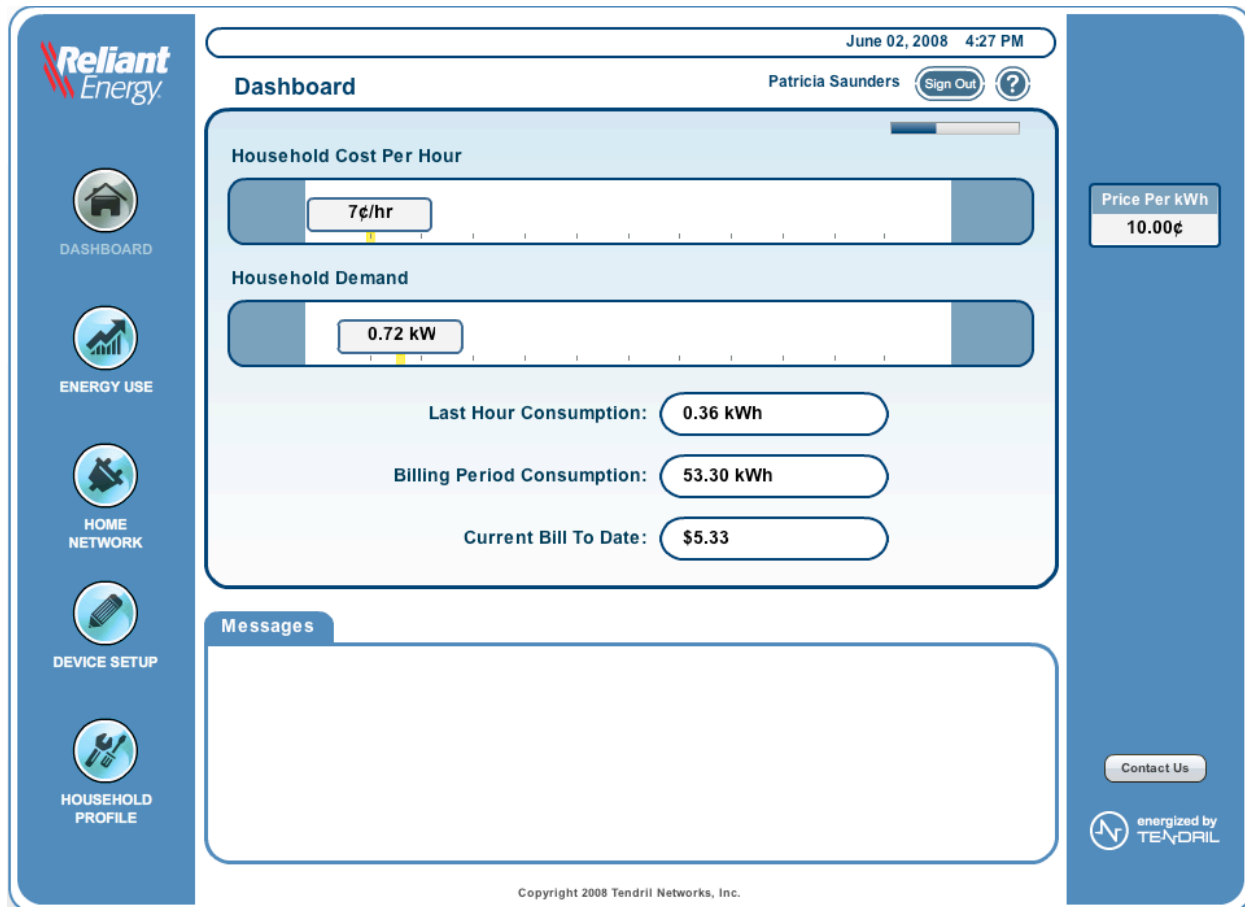 Reliant
Energy
June 02, 2008 4:27 PM
Dashboard
Patricia Saunders
Sign Out
?
Household Cost Per Hour
7¢/hr
Household Demand
0.72 kW
Last Hour Consumption: 0.36 kWh
Billing Period Consumption: 53.30 kWh
Current Bill To Date: $5.33
Messages
DASHBOARD
ENERGY USE
HOME
NETWORK
DEVICE SETUP
HOUSEHOLD
PROFILE
Price Per kWh
10.00¢
Contact Us
energized by
TENDRIL
Copyright 2008 Tendril Networks, Inc.